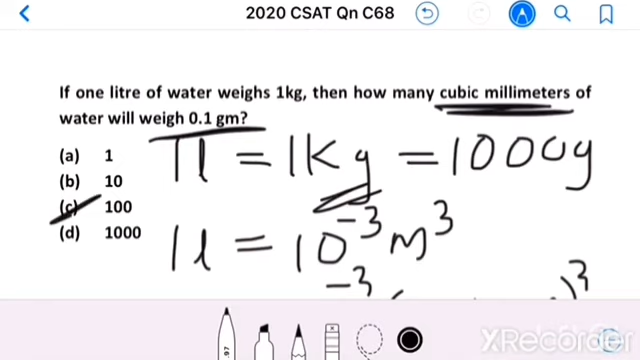 2020 CSAT Qn C68
If one litre of water weighs 1kg, then how many cubic millimeters of
water will weigh 0.1 gm?
(a) 1
(b) 10
(c) 100
(d) 1000
1l = 1Kg = 1000g
1l = 10⁻³ m³
XRecorder